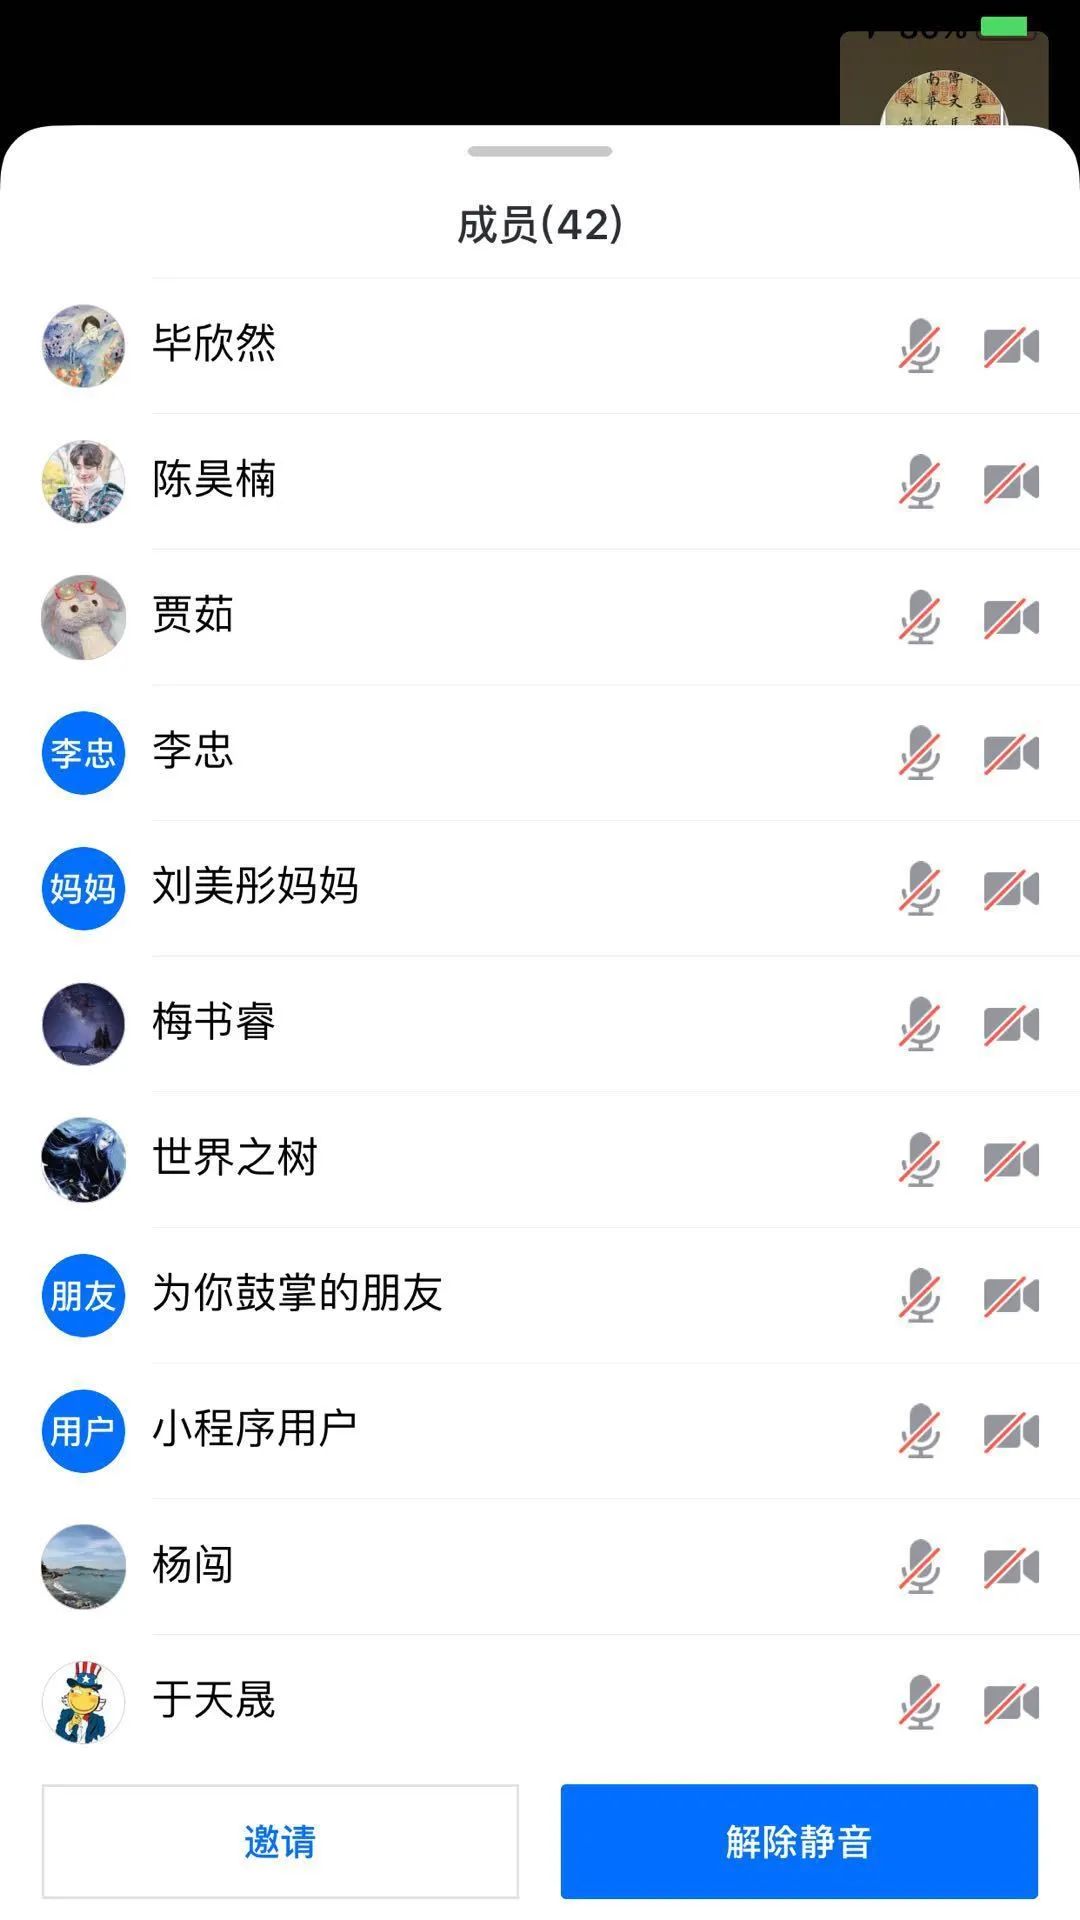 成员(42)
毕欣然
陈昊楠
贾茹
李忠 李忠
妈妈 刘美彤妈妈
梅书睿
世界之树
朋友 为你鼓掌的朋友
用户 小程序用户
杨闯
于天晟
邀请 解除静音